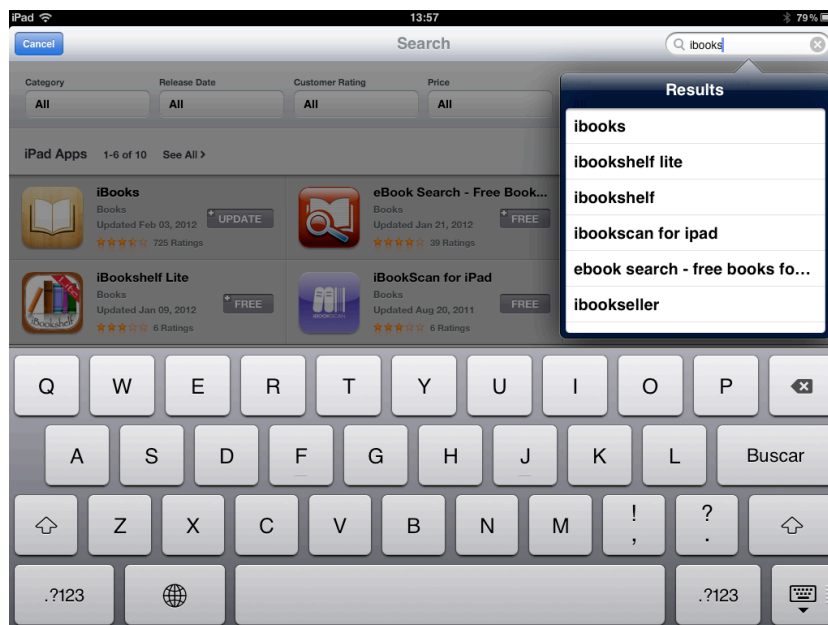 iPad 13:57 79%
Cancel Search ibooks
Category Release Date Customer Rating Price
All All All All
Results
ibooks
ibookshelf lite
ibookshelf
ibookscan for ipad
ebook search - free books fo...
ibookseller
iPad Apps 1-6 of 10 See All >
iBooks
Books
Updated Feb 03, 2012
725 Ratings
+ UPDATE
eBook Search - Free Book...
Books
Updated Jan 21, 2012
39 Ratings
+ FREE
iBookshelf Lite
Books
Updated Jan 09, 2012
6 Ratings
+ FREE
Lite
iBookshelf
iBookScan for iPad
Books
Updated Aug 20, 2011
6 Ratings
FREE
IBOOKSCAN
Q W E R T Y U I O P
A S D F G H J K L Buscar
Z X C V B N M ! , ? .
.?123 .?123